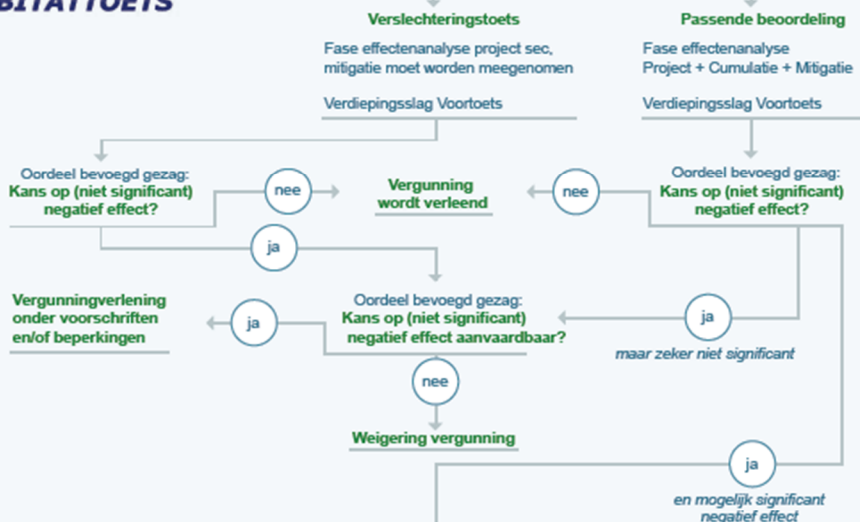 BITATTOETS
Verslechteringstoets
Fase effectenanalyse project sec,
mitigatie moet worden meegenomen
Verdiepingsslag Voortoets
Passende beoordeling
Fase effectenanalyse
Project + Cumulatie + Mitigatie
Verdiepingsslag Voortoets
Oordeel bevoegd gezag:
Kans op (niet significant)
negatief effect?
nee
Vergunning
wordt verleend
nee
Oordeel bevoegd gezag:
Kans op (niet significant)
negatief effect?
ja
Vergunningverlening
onder voorschriften
en/of beperkingen
ja
Oordeel bevoegd gezag:
Kans op (niet significant)
negatief effect aanvaardbaar?
ja
maar zeker niet significant
nee
Weigering vergunning
ja
en mogelijk significant
negatief effect